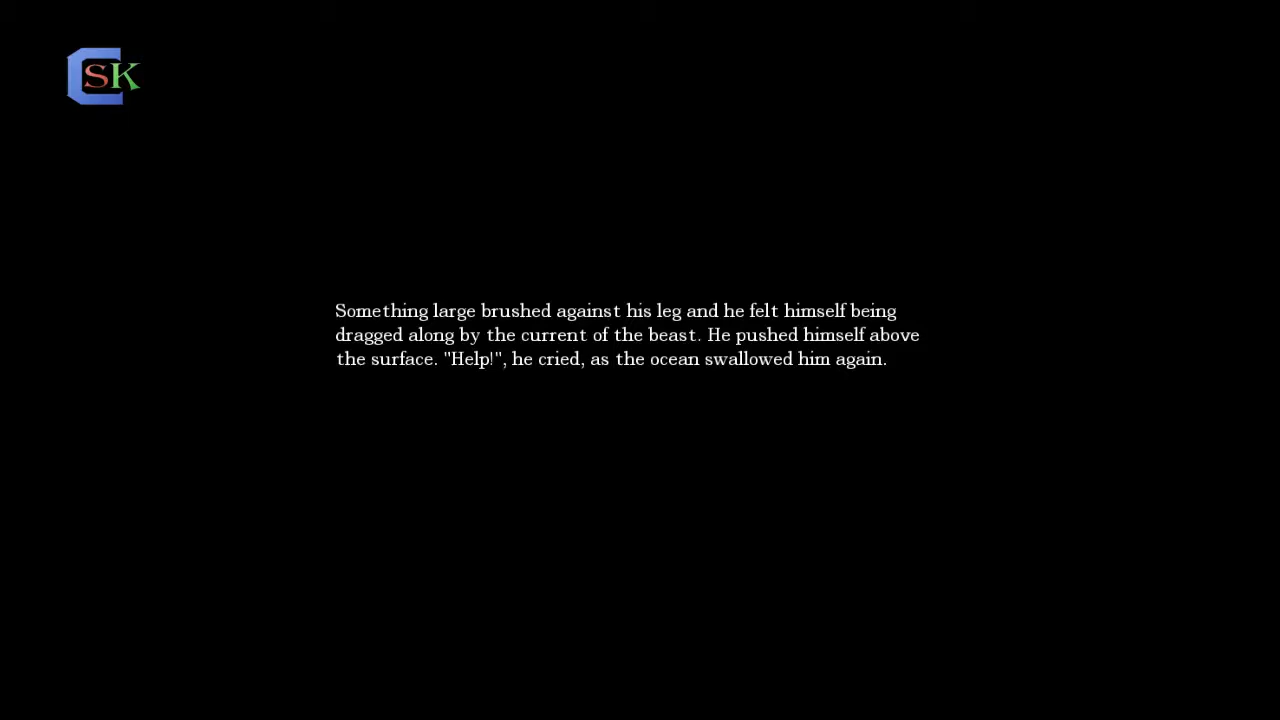 CSK
Something large brushed against his leg and he felt himself being
dragged along by the current of the beast. He pushed himself above
the surface. "Help!", he cried, as the ocean swallowed him again.